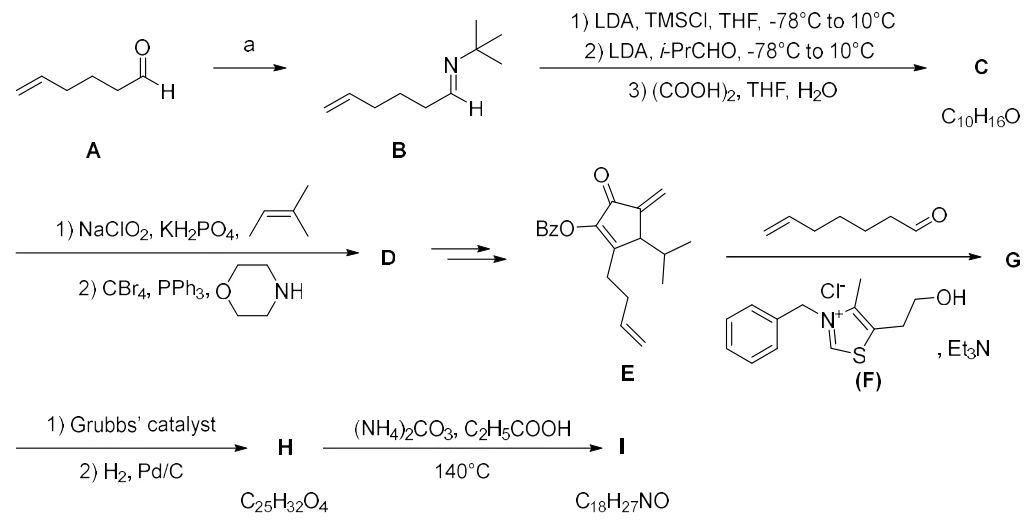 O
H
A
a
N
H
B
1) LDA, TMSCl, THF, -78°C to 10°C
2) LDA, i-PrCHO, -78°C to 10°C
3) (COOH)2, THF, H2O
C
C10H16O
1) NaClO2, KH2PO4,
2) CBr4, PPh3, O NH
D
O
BzO
E
O
Cl-
N+
S
OH
, Et3N
(F)
G
1) Grubbs' catalyst
2) H2, Pd/C
H
C25H32O4
(NH4)2CO3, C2H5COOH
140°C
I
C18H27NO